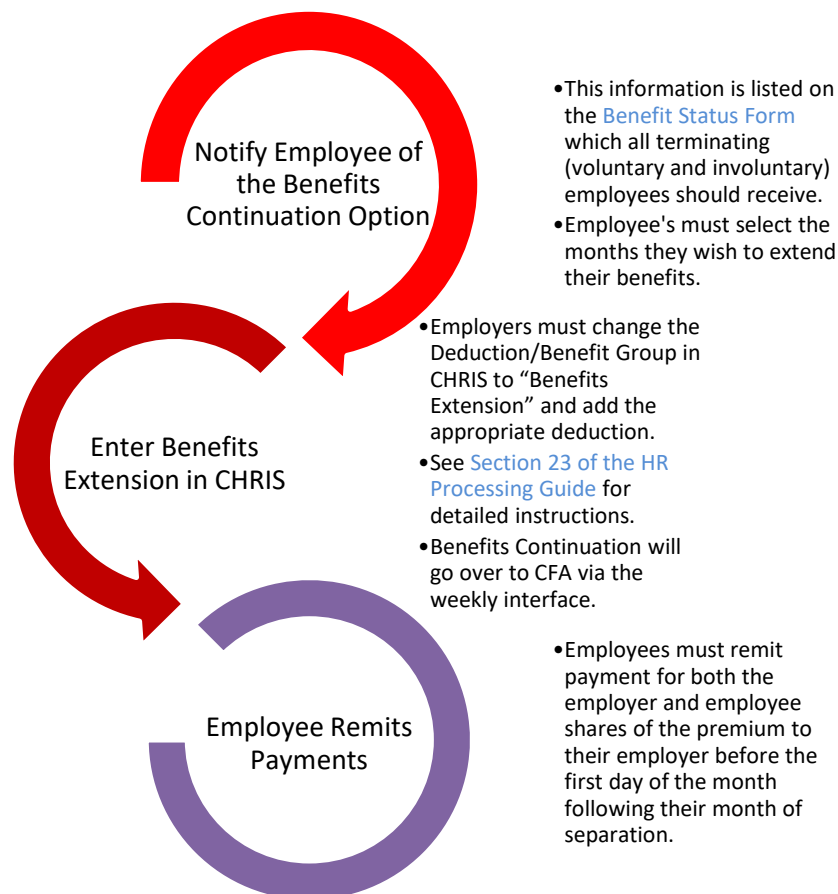 Notify Employee of
the Benefits
Continuation Option
•This information is listed on
the Benefit Status Form
which all terminating
(voluntary and involuntary)
employees should receive.
•Employee's must select the
months they wish to extend
their benefits.
Enter Benefits
Extension in CHRIS
•Employers must change the
Deduction/Benefit Group in
CHRIS to “Benefits
Extension” and add the
appropriate deduction.
•See Section 23 of the HR
Processing Guide for
detailed instructions.
•Benefits Continuation will
go over to CFA via the
weekly interface.
Employee Remits
Payments
•Employees must remit
payment for both the
employer and employee
shares of the premium to
their employer before the
first day of the month
following their month of
separation.